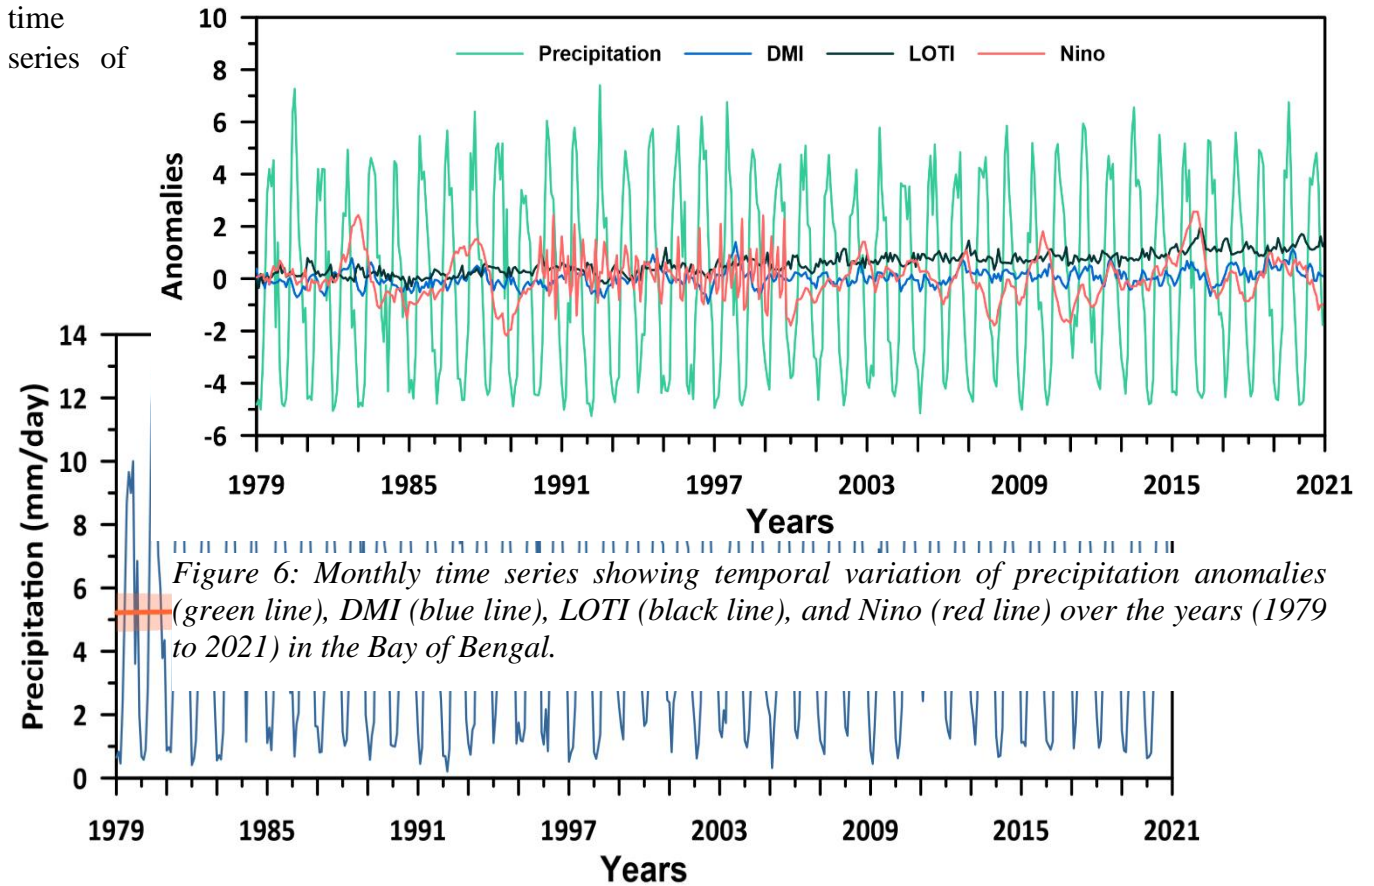 time
series of
10
8
6
4
2
0
-2
-4
-6
Anomalies
Precipitation DMI LOTI Nino
1979 1985 1991 1997 2003 2009 2015 2021
Years
14
12
10
8
6
4
2
0
Precipitation (mm/day)
Figure 6: Monthly time series showing temporal variation of precipitation anomalies
(green line), DMI (blue line), LOTI (black line), and Nino (red line) over the years (1979
to 2021) in the Bay of Bengal.
1979 1985 1991 1997 2003 2009 2015 2021
Years